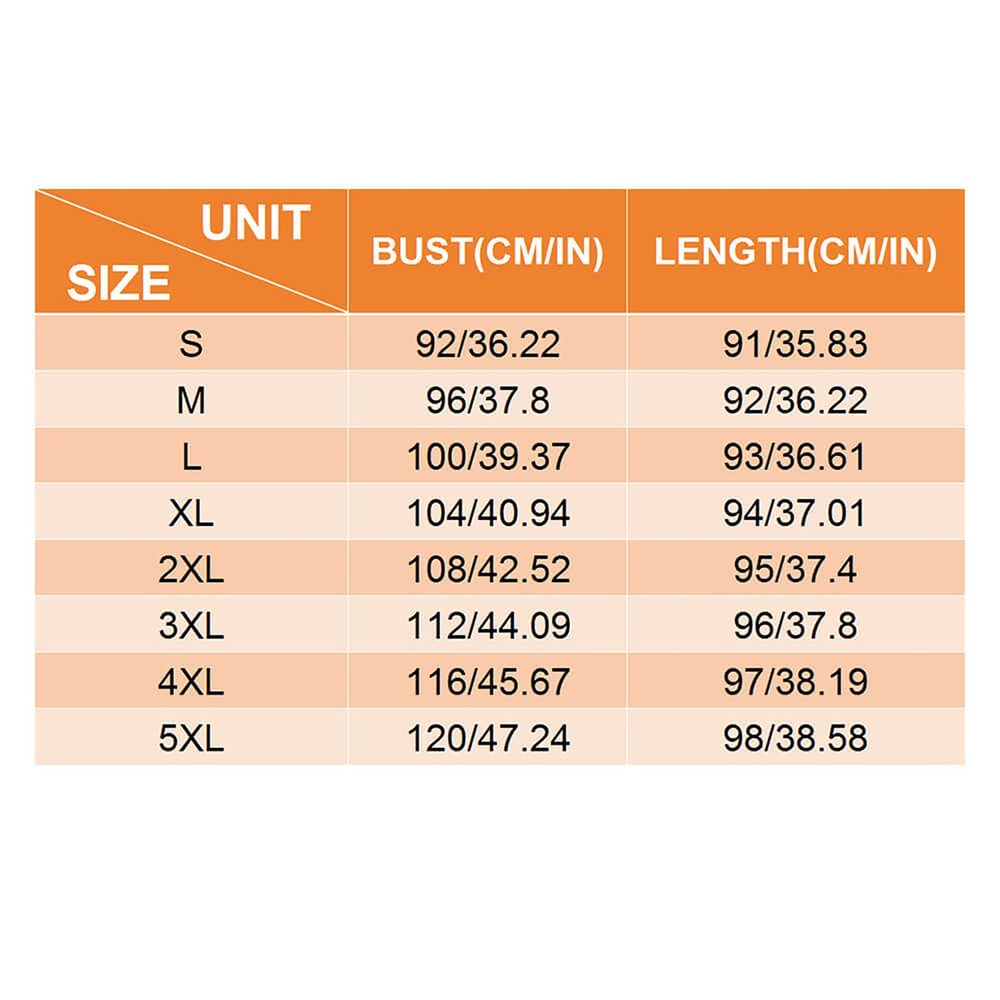 UNIT
SIZE
BUST(CM/IN)
LENGTH(CM/IN)
S 92/36.22 91/35.83
M 96/37.8 92/36.22
L 100/39.37 93/36.61
XL 104/40.94 94/37.01
2XL 108/42.52 95/37.4
3XL 112/44.09 96/37.8
4XL 116/45.67 97/38.19
5XL 120/47.24 98/38.58